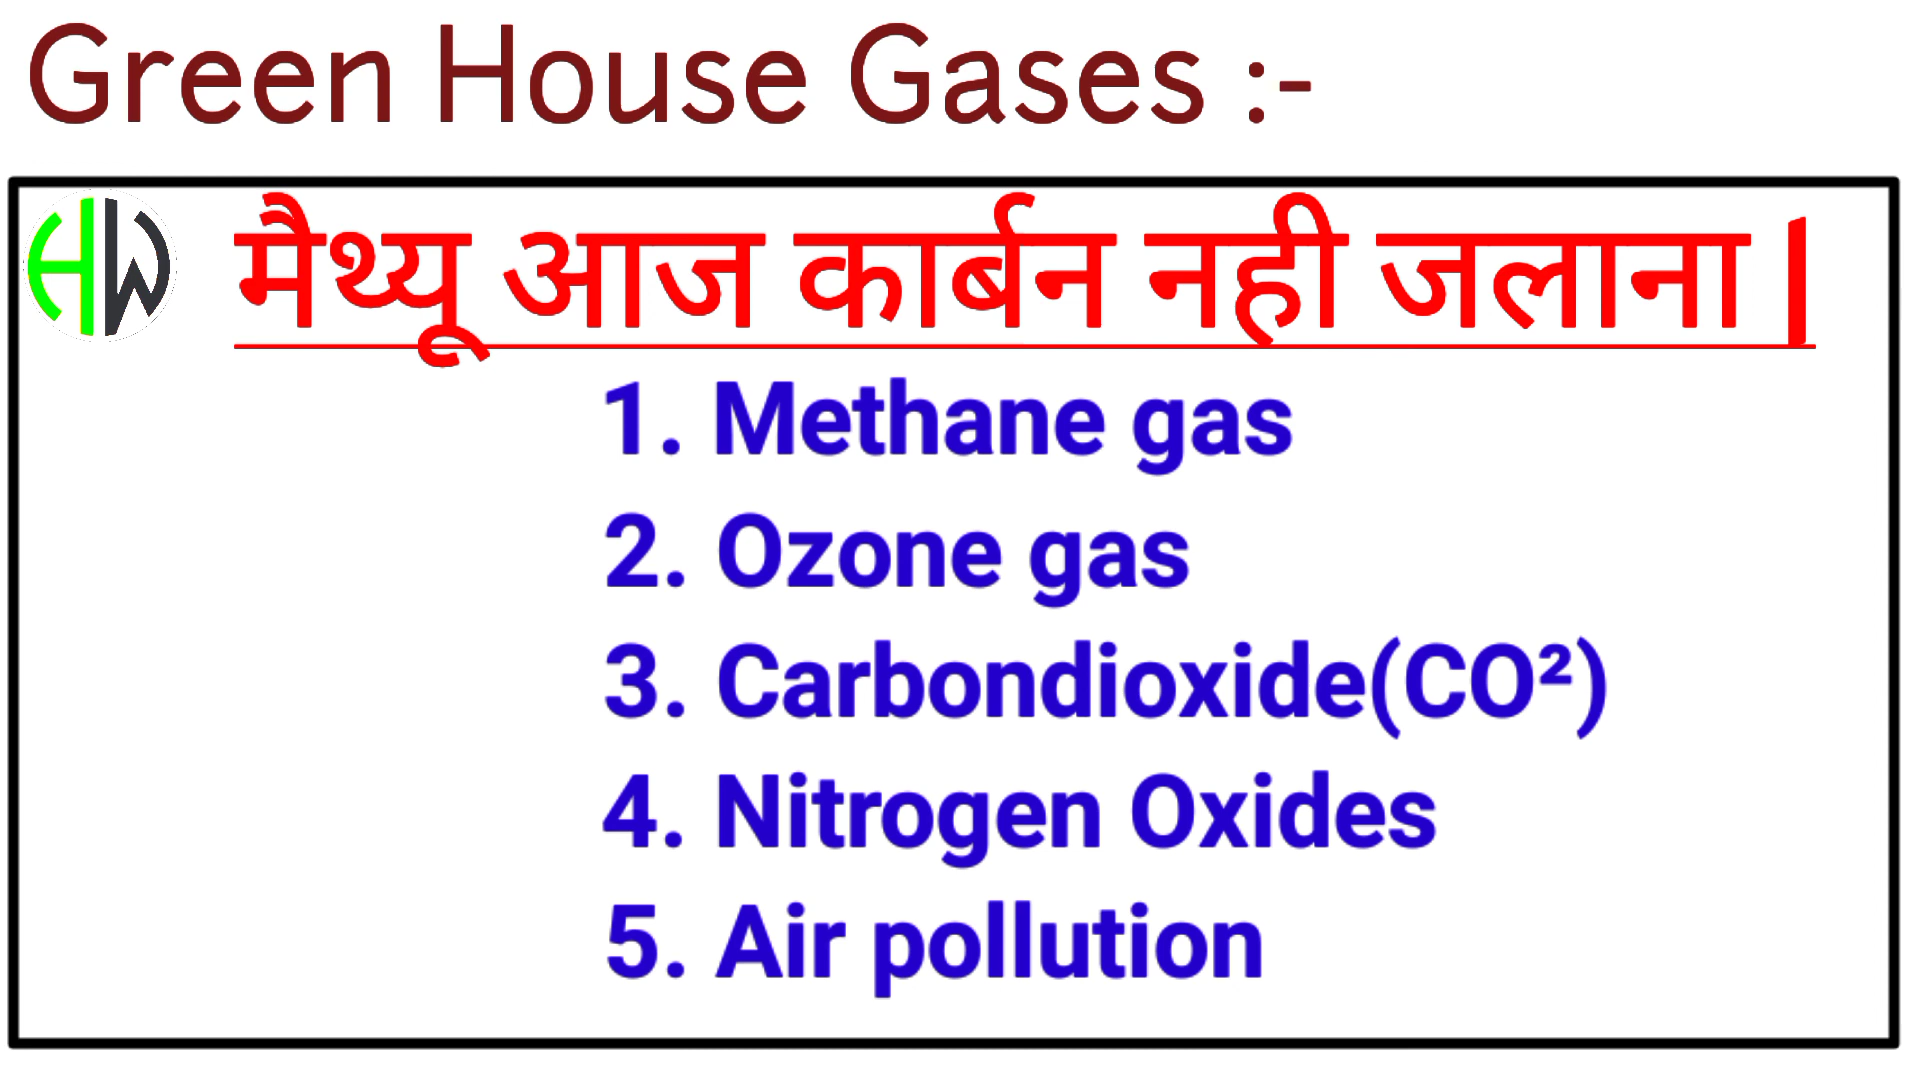 Green House Gases :-
HW
मैथ्यू आज कार्बन नही जलाना |
1. Methane gas
2. Ozone gas
3. Carbondioxide(CO²)
4. Nitrogen Oxides
5. Air pollution